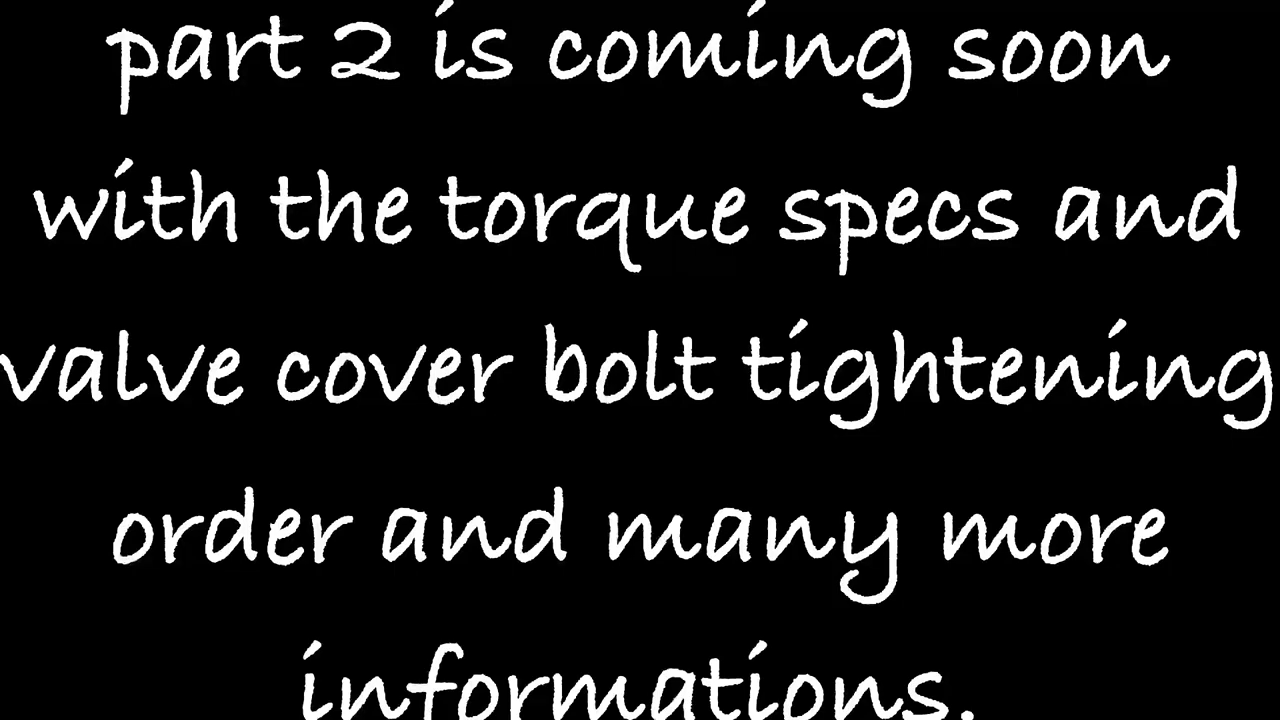 part 2 is coming soon
with the torque specs and
valve cover bolt tightening
order and many more
informations.